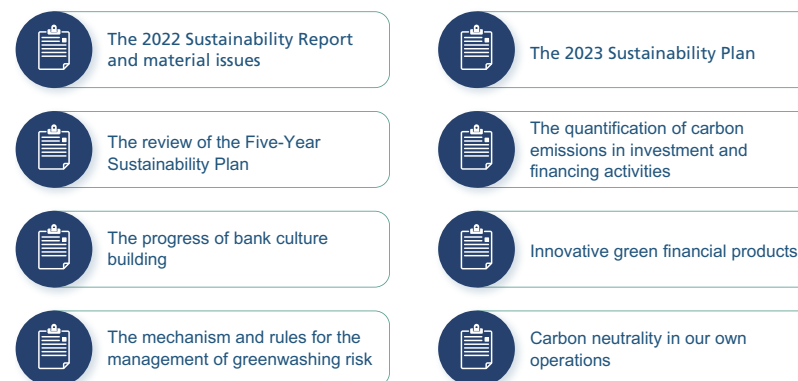 The 2022 Sustainability Report
and material issues
The 2023 Sustainability Plan
The review of the Five-Year
Sustainability Plan
The quantification of carbon
emissions in investment and
financing activities
The progress of bank culture
building
Innovative green financial products
The mechanism and rules for the
management of greenwashing risk
Carbon neutrality in our own
operations